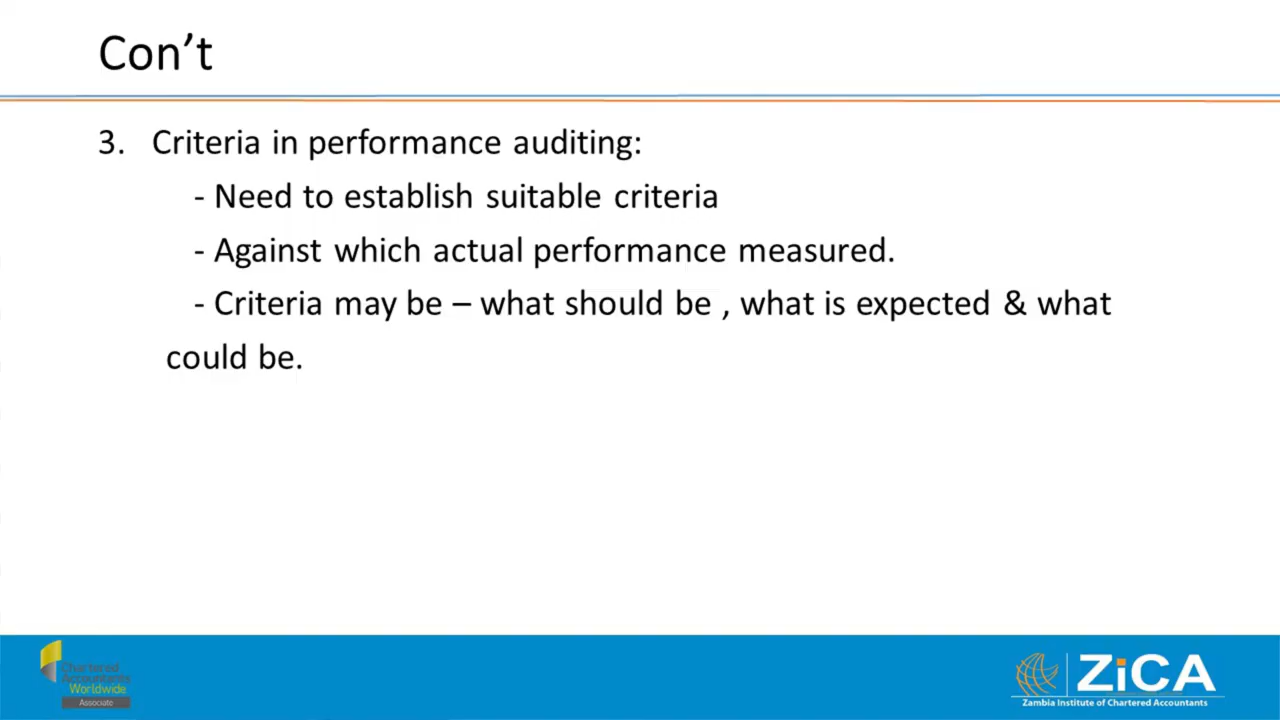 Con’t
3. Criteria in performance auditing:
- Need to establish suitable criteria
- Against which actual performance measured.
- Criteria may be – what should be , what is expected & what
could be.
Chartered
Accountants
Worldwide
Associate
ZiCA
Zambia Institute of Chartered Accountants